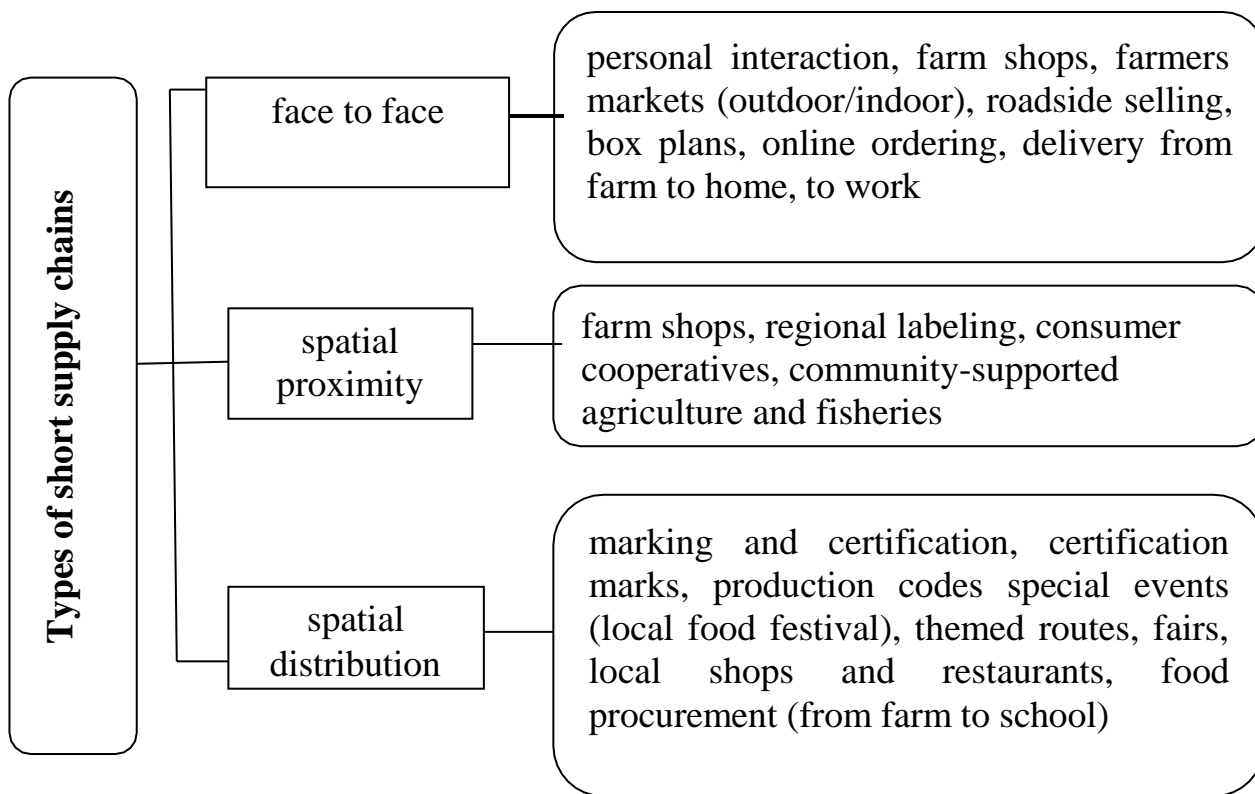 Types of short supply chains
face to face
personal interaction, farm shops, farmers
markets (outdoor/indoor), roadside selling,
box plans, online ordering, delivery from
farm to home, to work
spatial
proximity
farm shops, regional labeling, consumer
cooperatives, community-supported
agriculture and fisheries
spatial
distribution
marking and certification, certification
marks, production codes special events
(local food festival), themed routes, fairs,
local shops and restaurants, food
procurement (from farm to school)